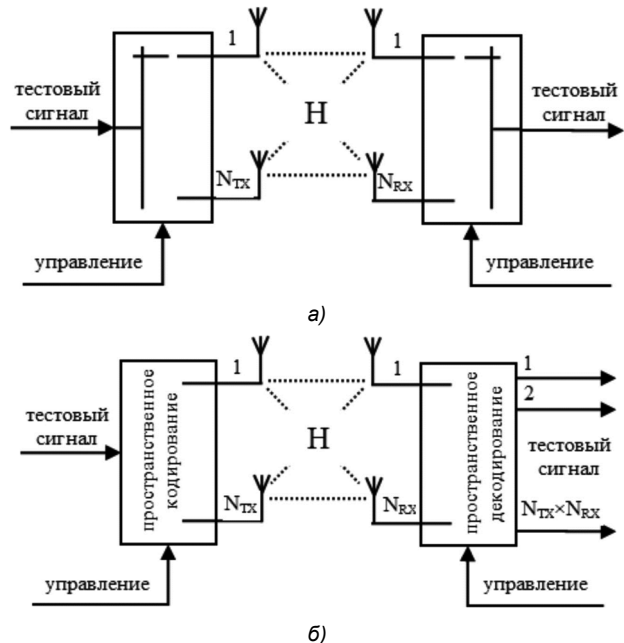 1
1
тестовый
сигнал
H
тестовый
сигнал
N_TX
N_RX
управление
управление
а)
1
1
1
2
тестовый
сигнал
пространственное
кодирование
H
пространственное
декодирование
тестовый
сигнал
N_TX
N_RX
N_TX×N_RX
управление
управление
б)